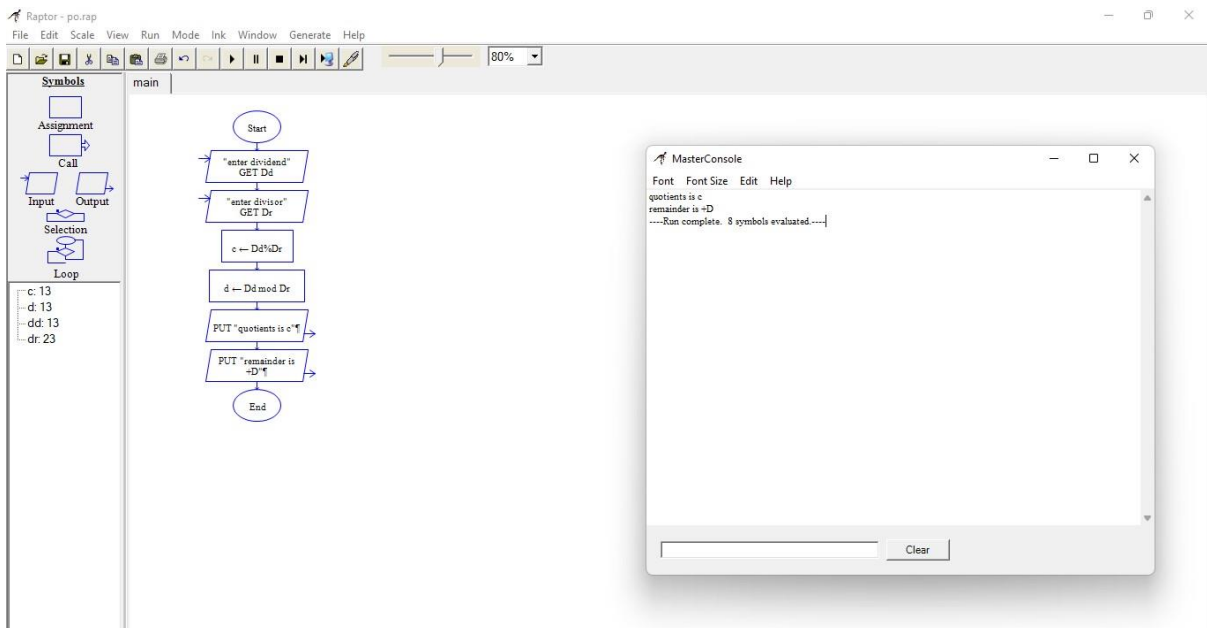 Raptor - po.rap
File Edit Scale View Run Mode Ink Window Generate Help
80%
Symbols
Assignment
Call
Input Output
Selection
Loop
c: 13
d: 13
dd: 13
dr: 23
main
Start
"enter dividend"
GET Dd
"enter divisor"
GET Dr
c ← Dd%Dr
d ← Dd mod Dr
PUT "quotients is c"¶
PUT "remainder is
+D"¶
End
MasterConsole
Font Font Size Edit Help
quotients is c
remainder is +D
----Run complete. 8 symbols evaluated.----
Clear